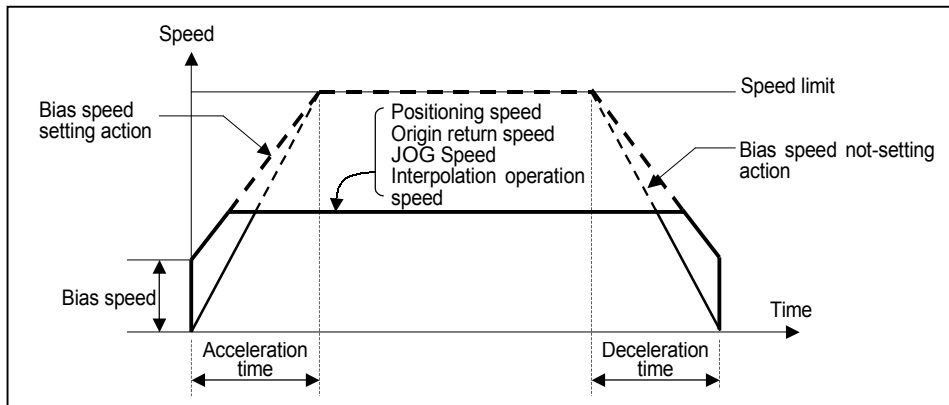 Speed
Bias speed
setting action
Positioning speed
Origin return speed
JOG Speed
Interpolation operation
speed
Speed limit
Bias speed not-setting
action
Bias speed
Time
Acceleration
time
Deceleration
time